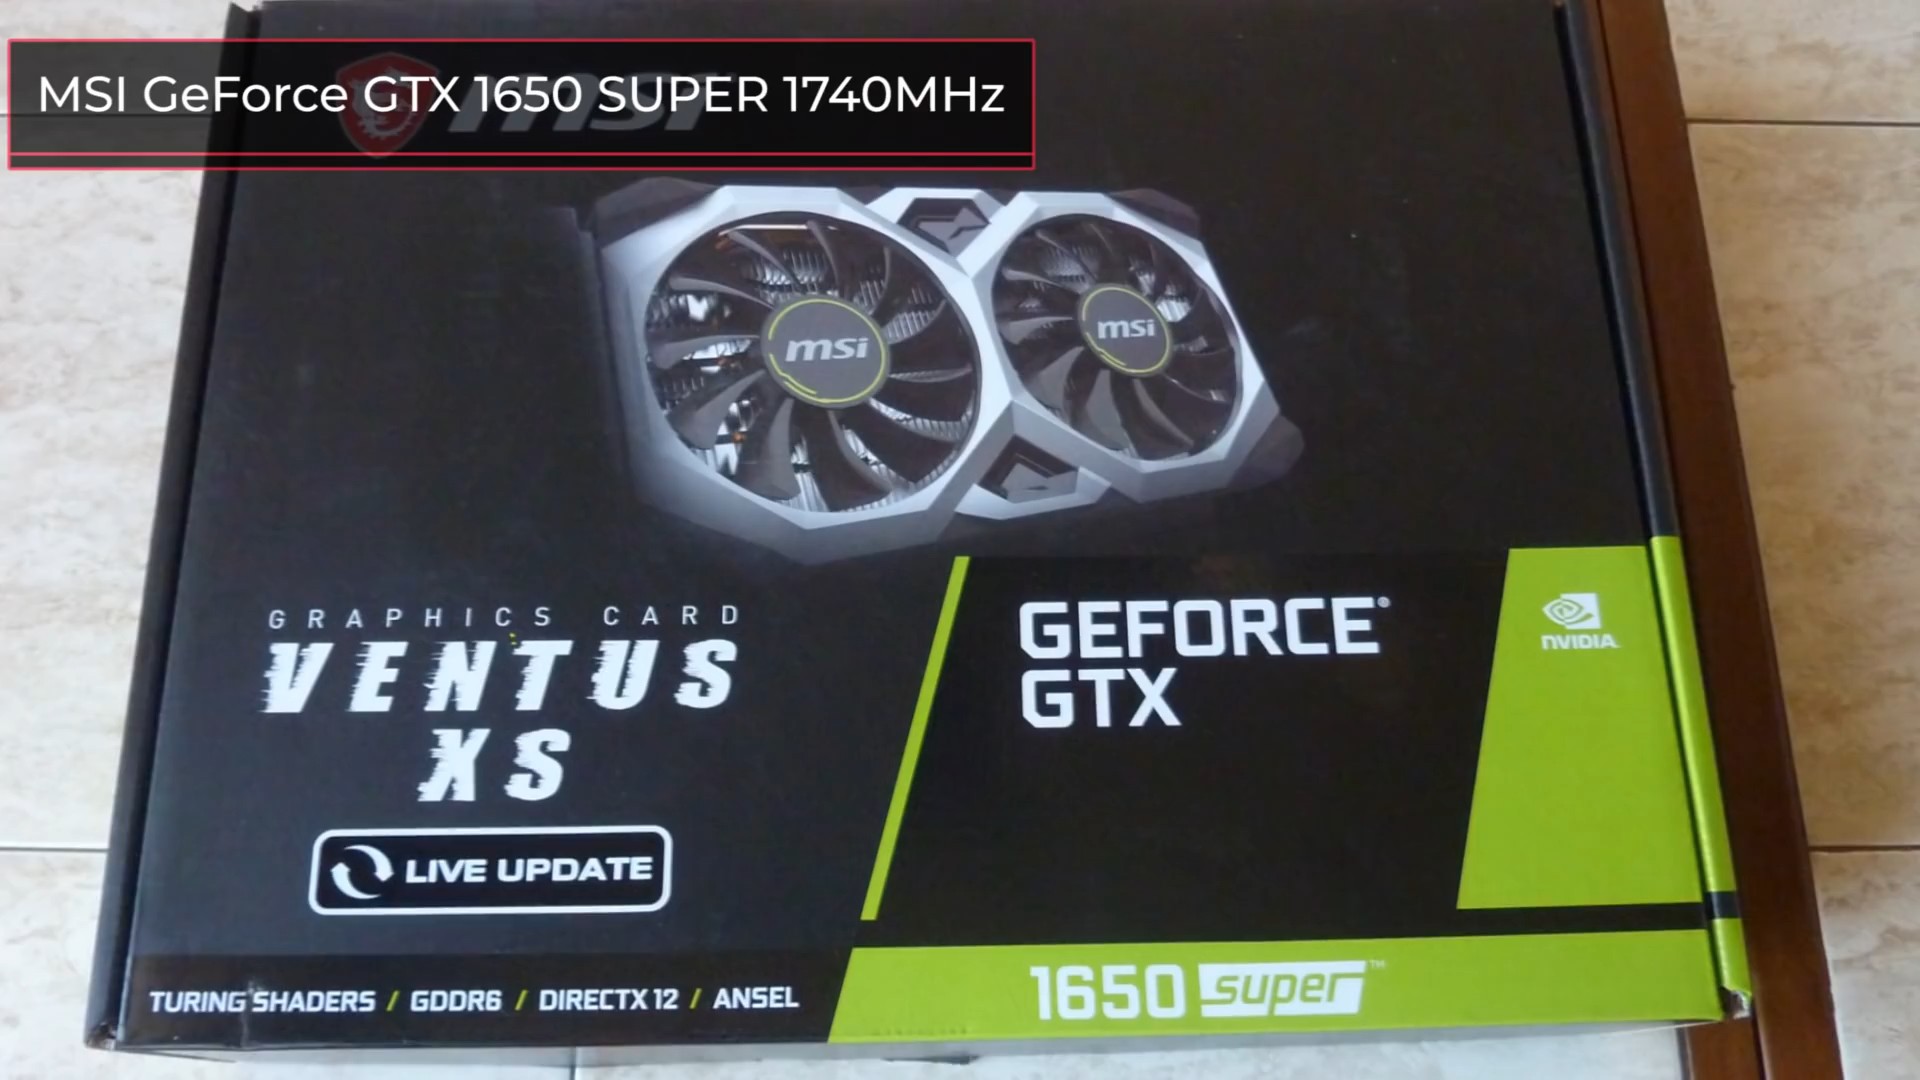 MSI GeForce GTX 1650 SUPER 1740MHz
msi
msi
msi
GRAPHICS CARD
VENTUS
XS
LIVE UPDATE
GEFORCE®
GTX
NVIDIA
TURING SHADERS / GDDR6 / DIRECTX 12 / ANSEL
1650 super™